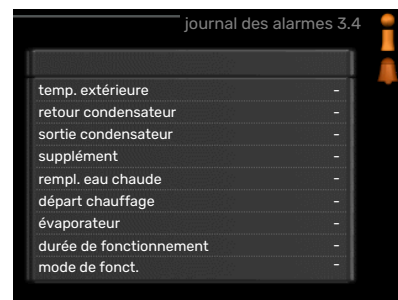 journal des alarmes 3.4
temp. extérieure -
retour condensateur -
sortie condensateur -
supplément -
rempl. eau chaude -
départ chauffage -
évaporateur -
durée de fonctionnement -
mode de fonct. -